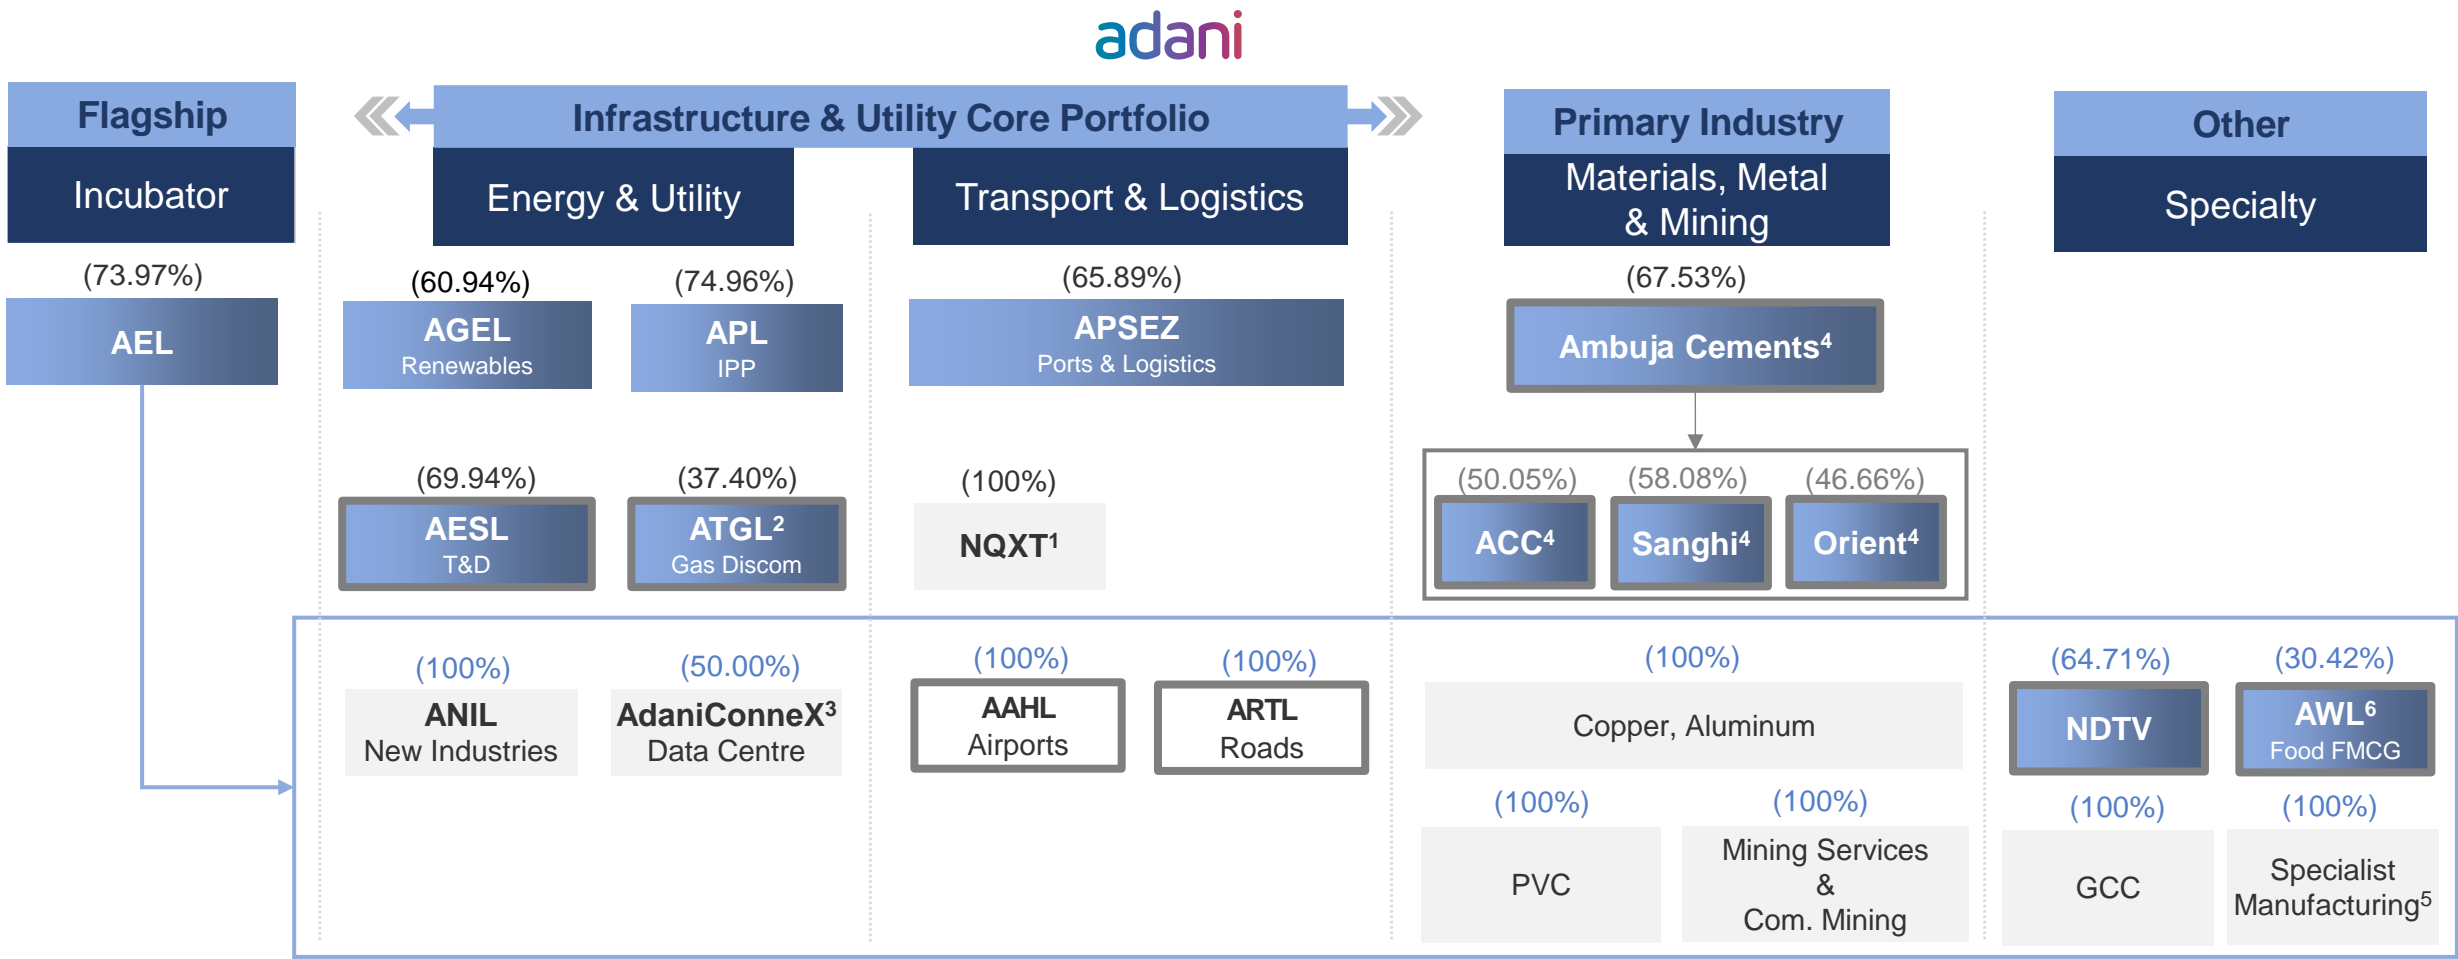 adani
Flagship
Incubator
(73.97%)
AEL
Infrastructure & Utility Core Portfolio
Energy & Utility
(60.94%)
AGEL
Renewables
(74.96%)
APL
IPP
(69.94%)
AESL
T&D
(37.40%)
ATGL²
Gas Discom
Transport & Logistics
(65.89%)
APSEZ
Ports & Logistics
(100%)
NQXT¹
Primary Industry
Materials, Metal
& Mining
(67.53%)
Ambuja Cements⁴
(50.05%)
ACC⁴
(58.08%)
Sanghi⁴
(46.66%)
Orient⁴
Other
Specialty
(100%)
ANIL
New Industries
(50.00%)
AdaniConneX³
Data Centre
(100%)
AAHL
Airports
(100%)
ARTL
Roads
(100%)
Copper, Aluminum
(100%)
PVC
(100%)
Mining Services
&
Com. Mining
(64.71%)
NDTV
(30.42%)
AWL⁶
Food FMCG
(100%)
GCC
(100%)
Specialist
Manufacturing⁵